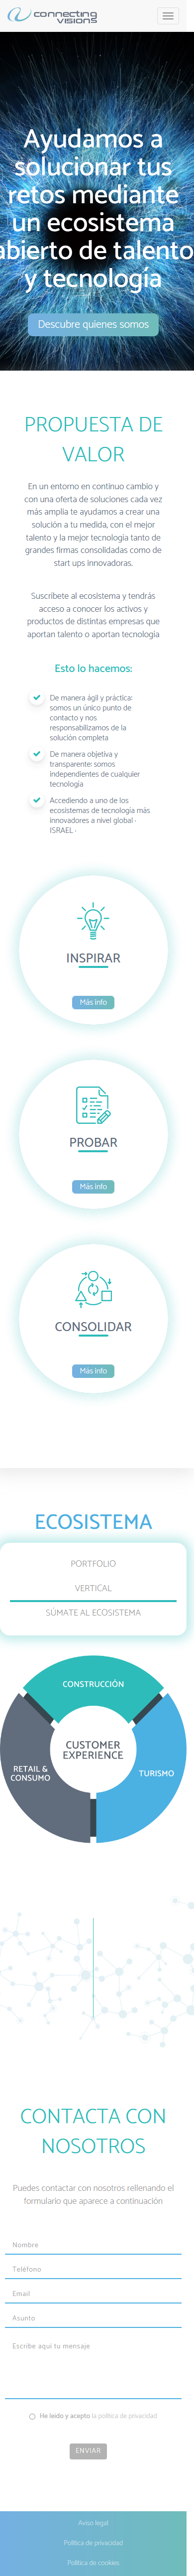 connecting
visions
Ayudamos a
solucionar tus
retos mediante
un ecosistema
abierto de talento
y tecnología
Descubre quienes somos
PROPUESTA DE
VALOR
En un entorno en continuo cambio y
con una oferta de soluciones cada vez
más amplia te ayudamos a crear una
solución a tu medida, con el mejor
talento y la mejor tecnología tanto de
grandes firmas consolidadas como de
start ups innovadoras.
Suscríbete al ecosistema y tendrás
acceso a conocer los activos y
productos de distintas empresas que
aportan talento o aportan tecnología
Esto lo hacemos:
De manera ágil y práctica:
somos un único punto de
contacto y nos
responsabilizamos de la
solución completa
De manera objetiva y
transparente: somos
independientes de cualquier
tecnología
Accediendo a uno de los
ecosistemas de tecnología más
innovadores a nivel global -
ISRAEL -
INSPIRAR
Más info
PROBAR
Más info
CONSOLIDAR
Más info
ECOSISTEMA
PORTFOLIO
VERTICAL
SÚMATE AL ECOSISTEMA
CONSTRUCCIÓN
CUSTOMER
EXPERIENCE
RETAIL &
CONSUMO
TURISMO
CONTACTA CON
NOSOTROS
Puedes contactar con nosotros rellenando el
formulario que aparece a continuación
Nombre
Teléfono
Email
Asunto
Escribe aquí tu mensaje
He leído y acepto la política de privacidad
ENVIAR
Aviso legal
Política de privacidad
Política de cookies